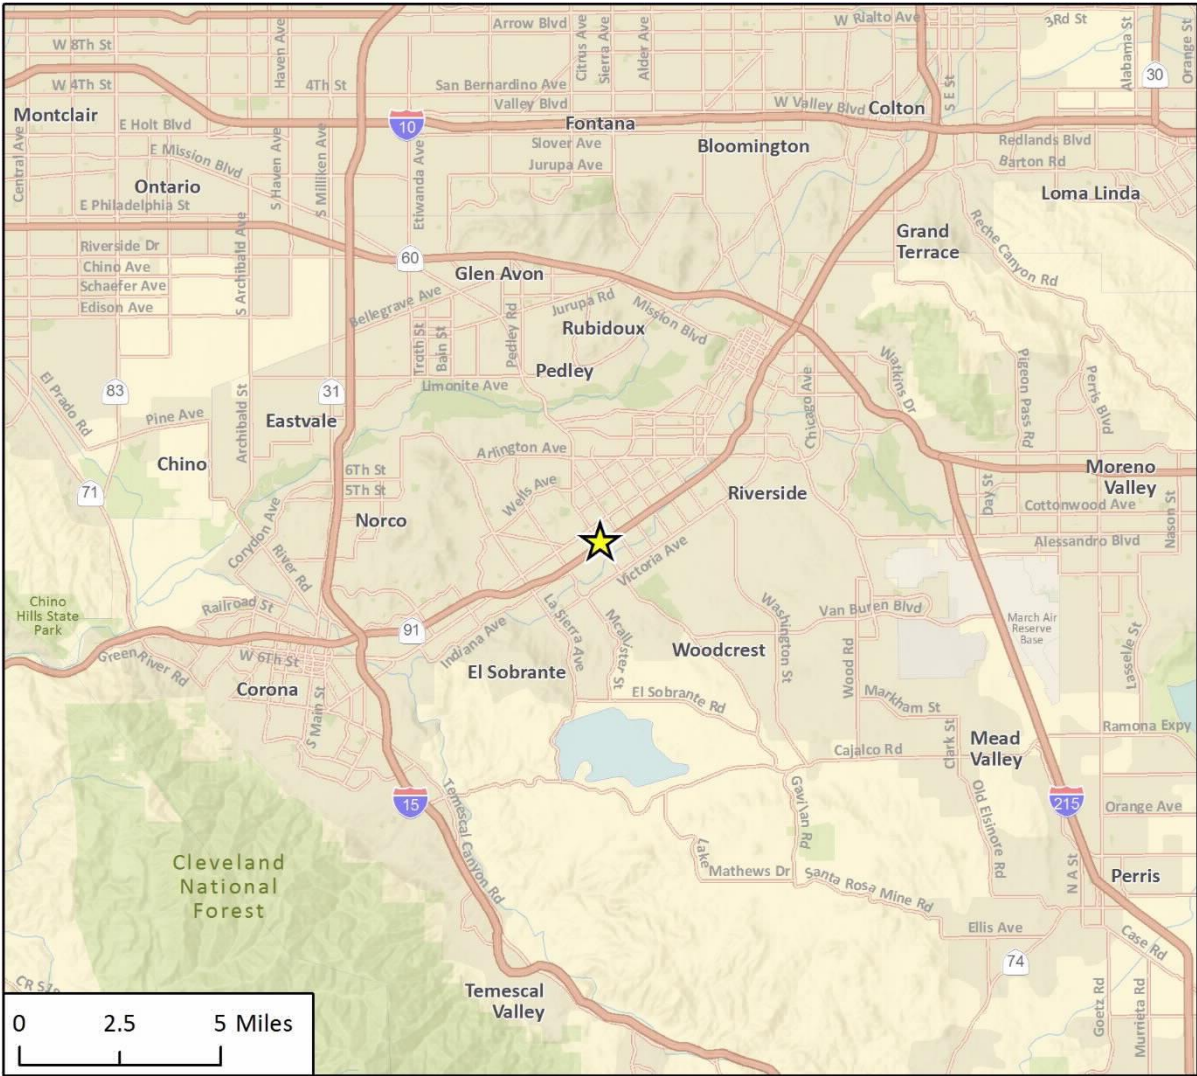 Arrow Blvd
W Rialto Ave
3Rd St
W 8Th St
Haven Ave
Citrus Ave
Sierra Ave
Alder Ave
S E St
Alabama St
Orange St
30
W 4Th St
4Th St
San Bernardino Ave
Valley Blvd
W Valley Blvd
Colton
Montclair
E Holt Blvd
10
Fontana
Slover Ave
Bloomington
Redlands Blvd
Barton Rd
Central Ave
E Mission Blvd
S Haven Ave
S Milliken Ave
Etiwanda Ave
Jurupa Ave
Ontario
Loma Linda
E Philadelphia St
S Archibald Ave
Grand
Terrace
Reche Canyon Rd
Riverside Dr
60
Chino Ave
Glen Avon
Schaefer Ave
Edison Ave
Bellegrave Ave
Jurupa Rd
Mission Blvd
Rubidoux
Troth St
Bain St
Pedley Rd
Pedley
Limonite Ave
Watkins Dr
Pigeon Pass Rd
Perris Blvd
El Prado Rd
83
31
Pine Ave
Archibald St
Eastvale
Chicago Ave
Chino
Arlington Ave
6Th St
5Th St
Wells Ave
Riverside
Moreno
Valley
Day St
Cottonwood Ave
Nason St
71
Norco
Corydon Ave
River Rd
Victoria Ave
Alessandro Blvd
Chino
Hills State
Park
Railroad St
91
La Sierra Ave
Mcallister St
Washington St
Van Buren Blvd
March Air
Reserve
Base
Lasselle St
Green River Rd
W 6Th St
Indiana Ave
Woodcrest
Wood Rd
El Sobrante
Corona
S Main St
El Sobrante Rd
Markham St
Clark St
Ramona Expy
Mead
Valley
Cajalco Rd
15
Temescal Canyon Rd
Gavilan Rd
Old Elsinore Rd
215
Orange Ave
Cleveland
National
Forest
Lake
Mathews Dr
Santa Rosa Mine Rd
N A St
Perris
Ellis Ave
Case Rd
74
Temescal
Valley
Goetz Rd
Murrieta Rd
0 2.5 5 Miles